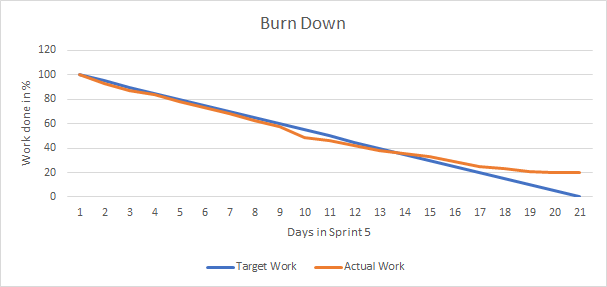 Burn Down
120
100
80
60
40
20
0
Work done in %
1 2 3 4 5 6 7 8 9 10 11 12 13 14 15 16 17 18 19 20 21
Days in Sprint 5
Target Work Actual Work